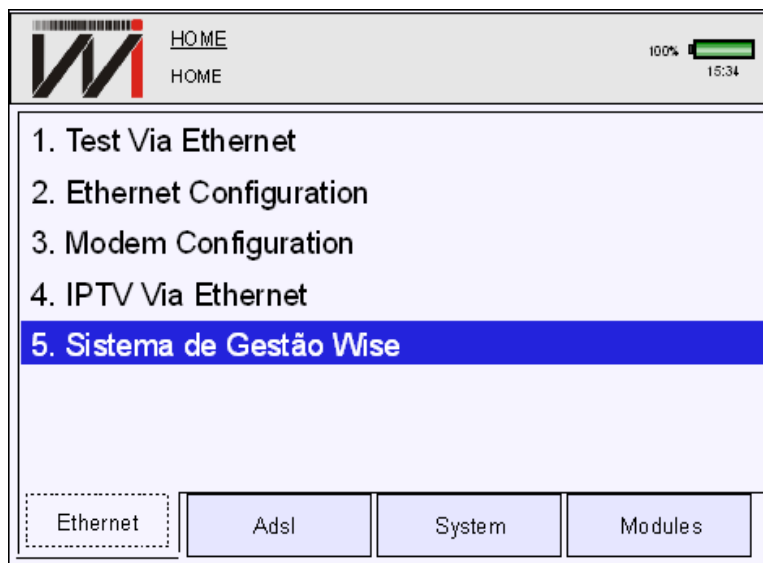 HOME
HOME
100%
15:34
1. Test Via Ethernet
2. Ethernet Configuration
3. Modem Configuration
4. IPTV Via Ethernet
5. Sistema de Gestão Wise
Ethernet
Adsl
System
Modules